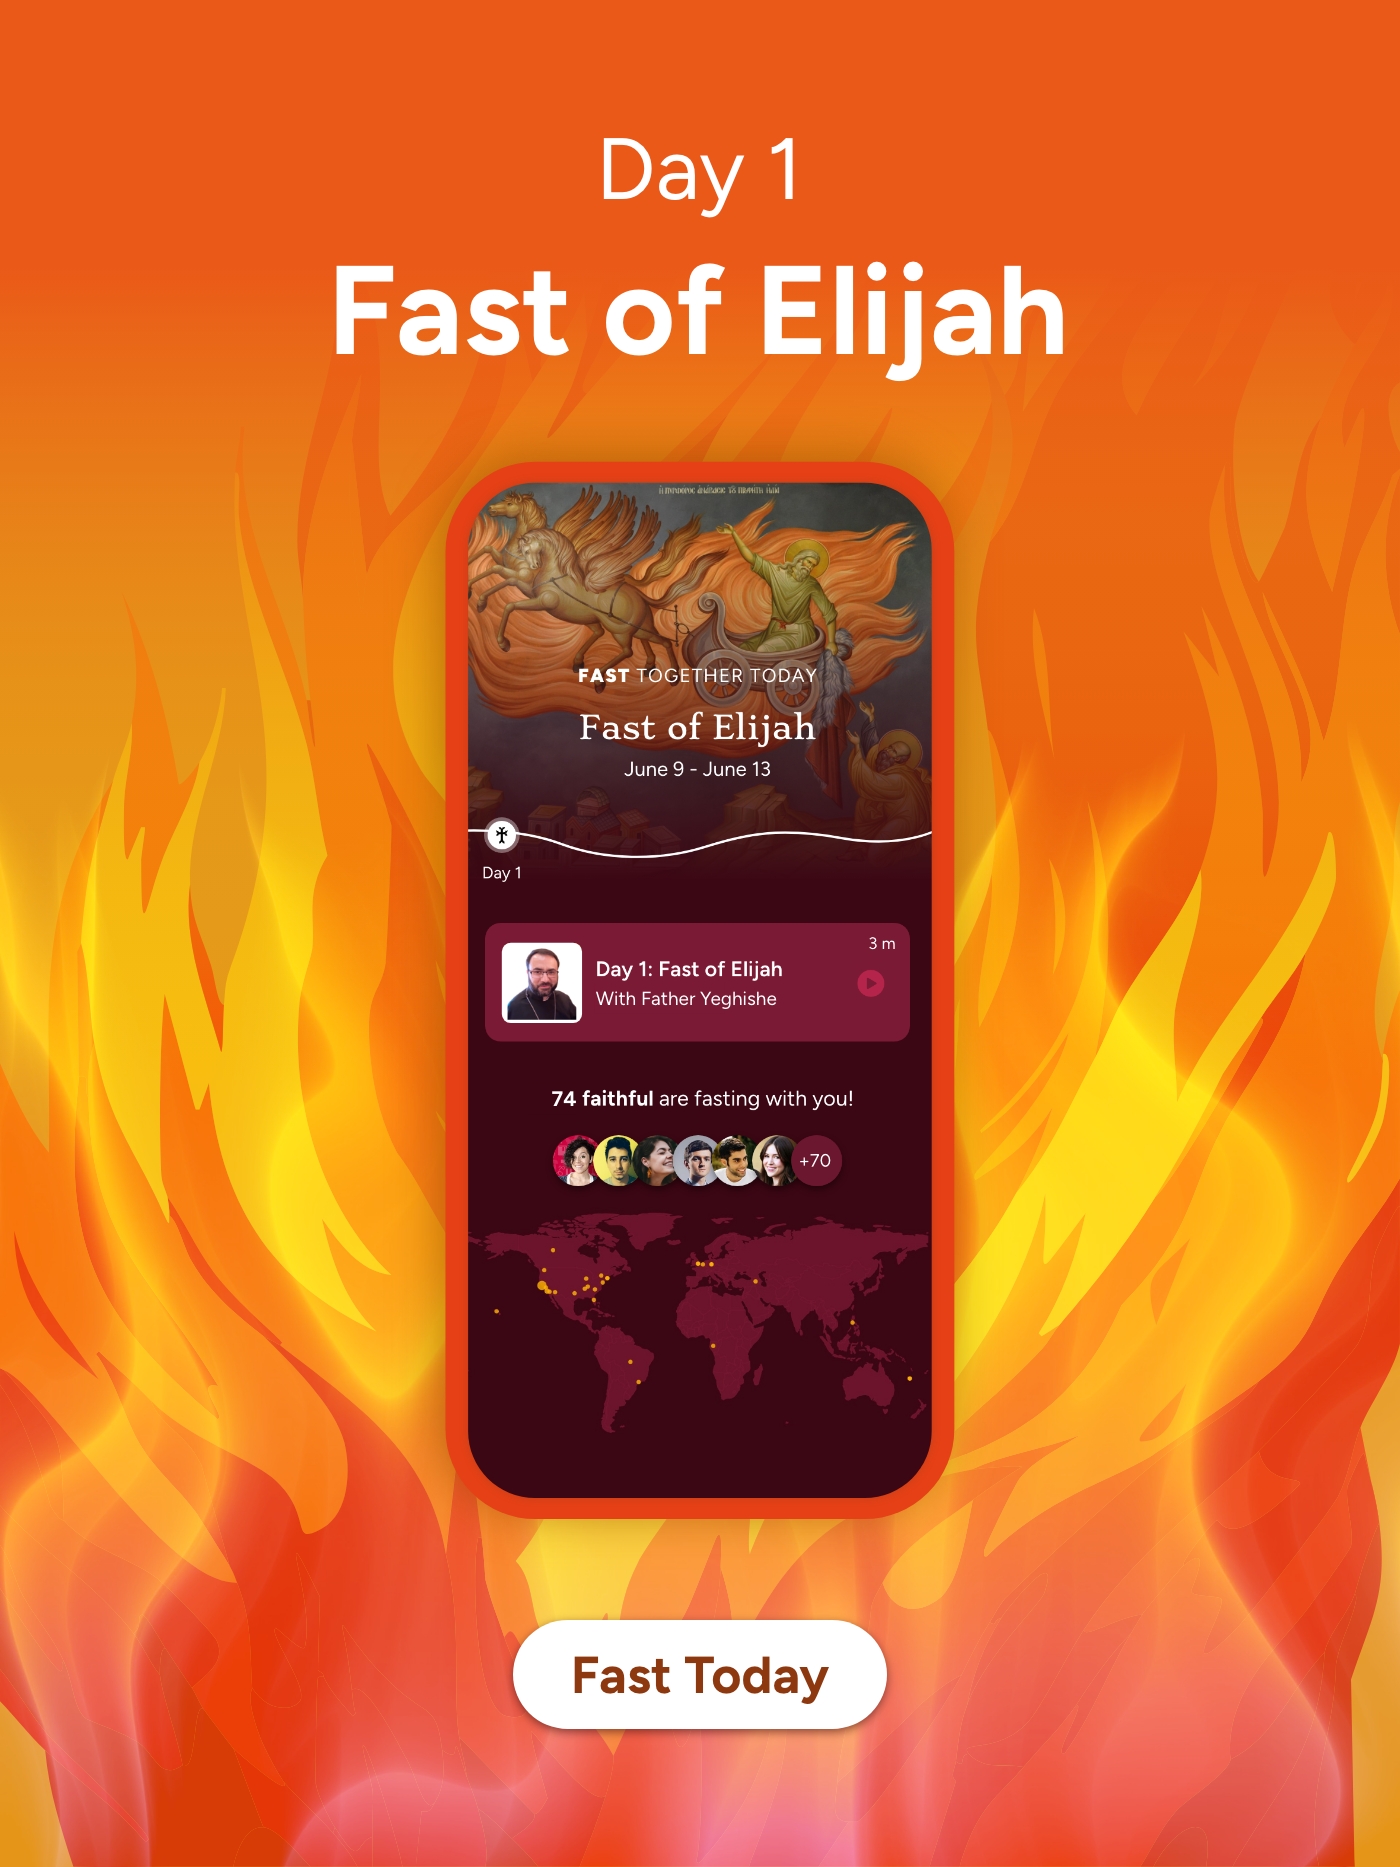 Day 1
Fast of Elijah
FAST TOGETHER TODAY
Fast of Elijah
June 9 - June 13
Day 1
3 m
Day 1: Fast of Elijah
With Father Yeghishe
74 faithful are fasting with you!
+70
Fast Today